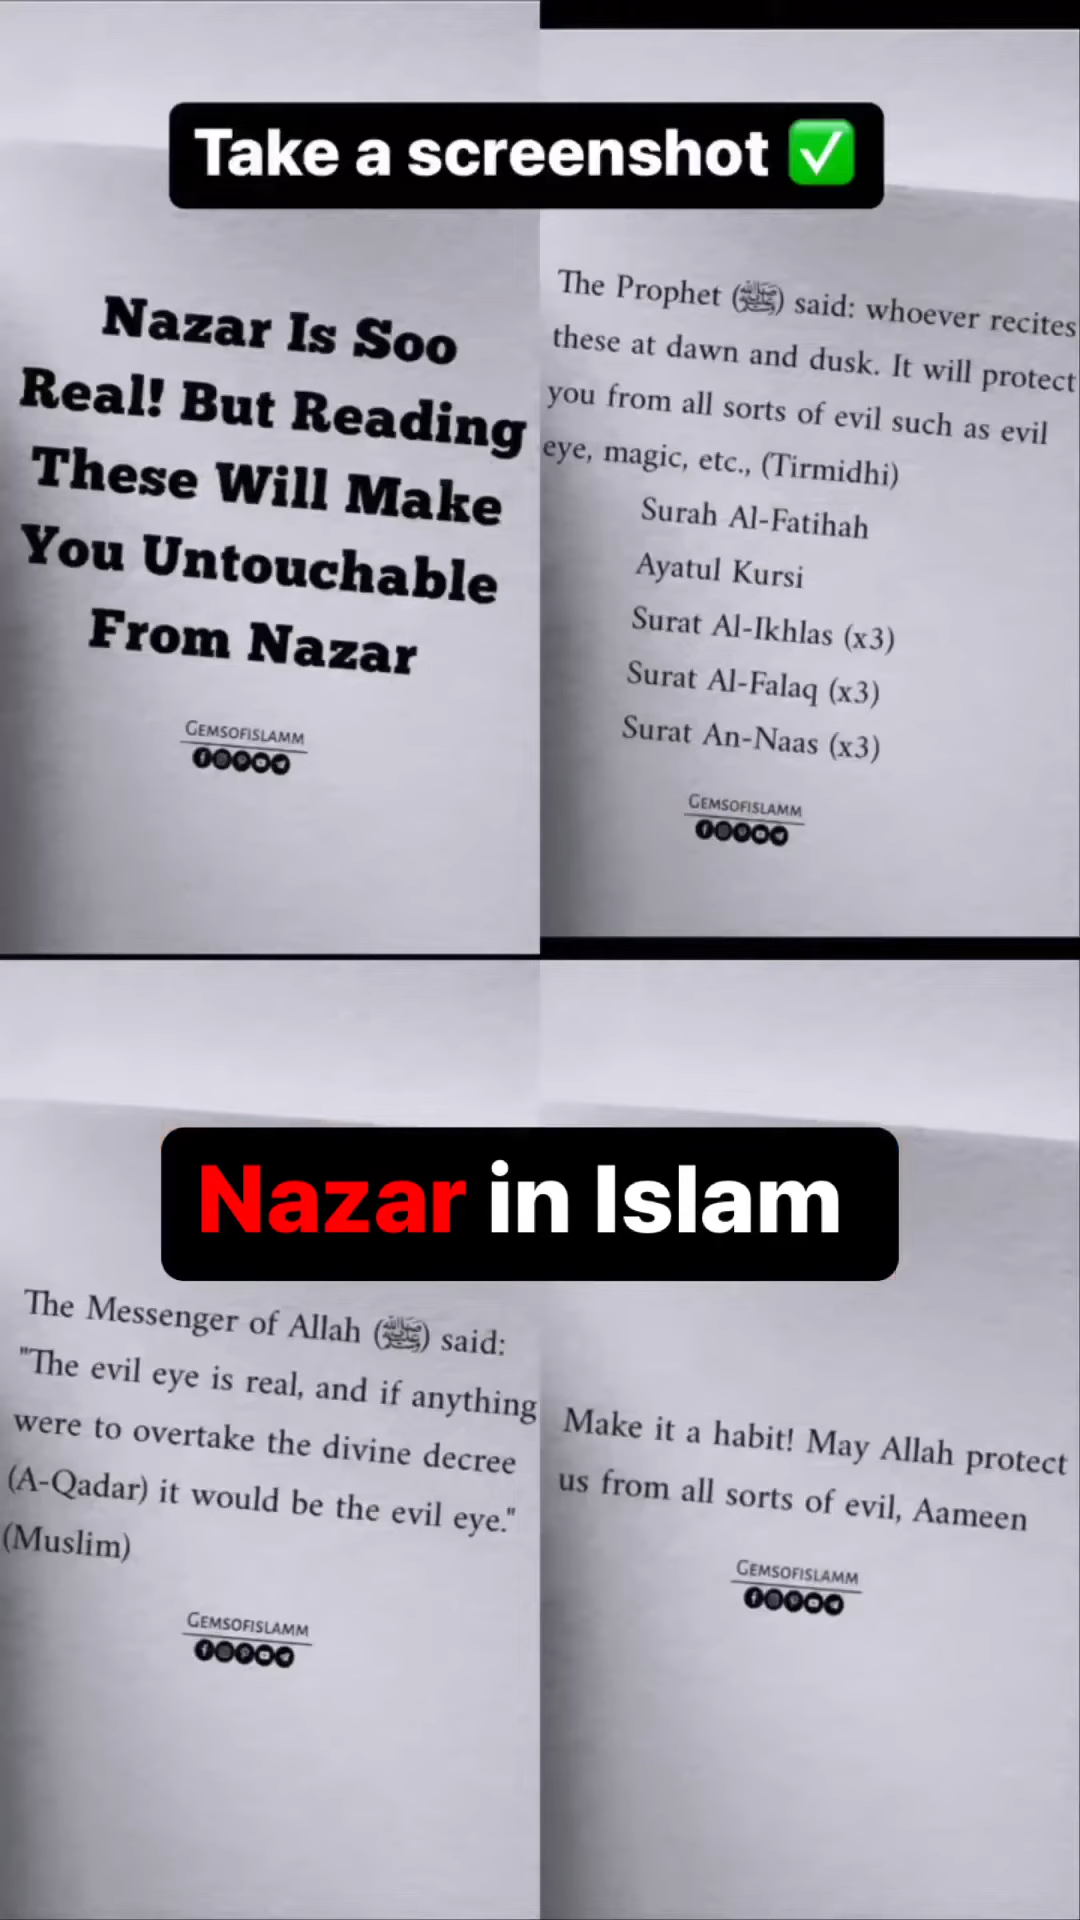 Take a screenshot ✅
Nazar Is Soo
Real! But Reading
These Will Make
You Untouchable
From Nazar
GEMSOFISLAMM
The Prophet (ﷺ) said: whoever recites
these at dawn and dusk. It will protect
you from all sorts of evil such as evil
eye, magic, etc., (Tirmidhi)
Surah Al-Fatihah
Ayatul Kursi
Surat Al-Ikhlas (x3)
Surat Al-Falaq (x3)
Surat An-Naas (x3)
GEMSOFISLAMM
Nazar in Islam
The Messenger of Allah (ﷺ) said:
"The evil eye is real, and if anything
were to overtake the divine decree
(A-Qadar) it would be the evil eye."
(Muslim)
GEMSOFISLAMM
Make it a habit! May Allah protect
us from all sorts of evil, Aameen
GEMSOFISLAMM